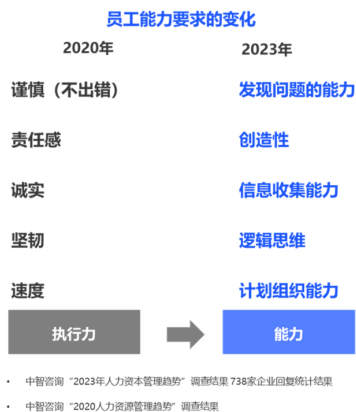 员工能力要求的变化
2020年 2023年
谨慎（不出错） 发现问题的能力
责任感 创造性
诚实 信息收集能力
坚韧 逻辑思维
速度 计划组织能力
执行力 能力
• 中智咨询“2023年人力资本管理趋势”调查结果 738家企业回复统计结果
• 中智咨询“2020人力资源管理趋势”调查结果